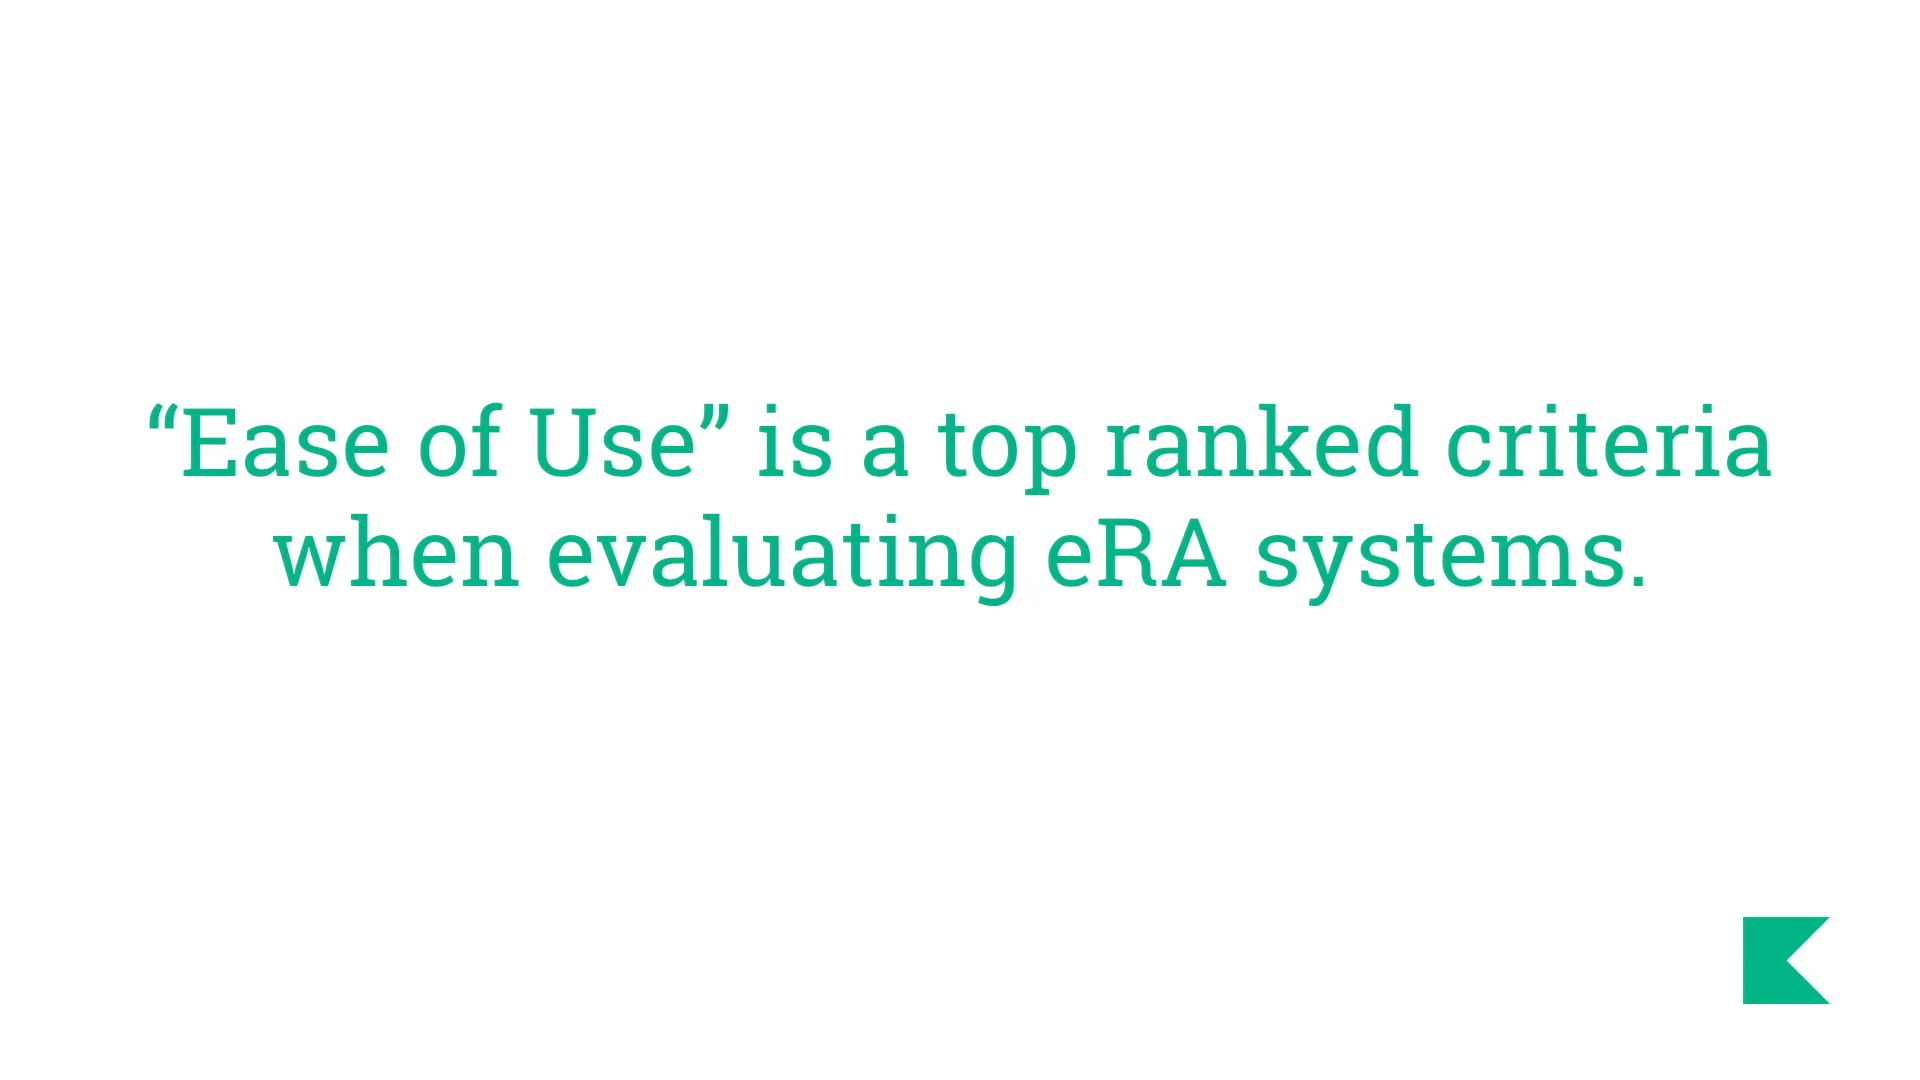 “Ease of Use” is a top ranked criteria
when evaluating eRA systems.